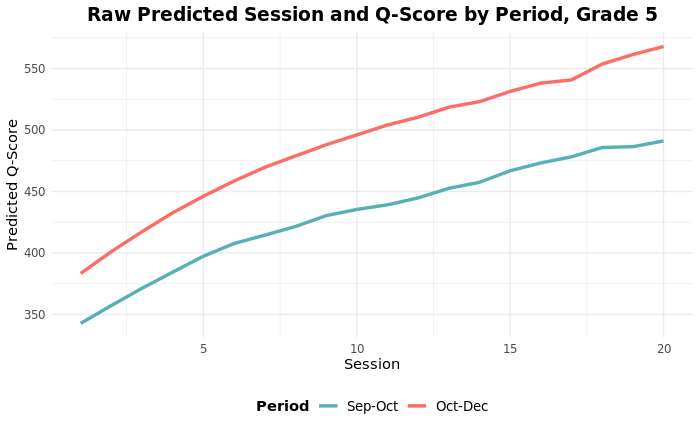 Raw Predicted Session and Q-Score by Period, Grade 5
Predicted Q-Score
550
500
450
400
350
5 10 15 20
Session
Period Sep-Oct Oct-Dec